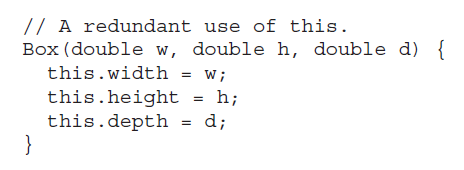 // A redundant use of this.
Box(double w, double h, double d) {
this.width = w;
this.height = h;
this.depth = d;
}